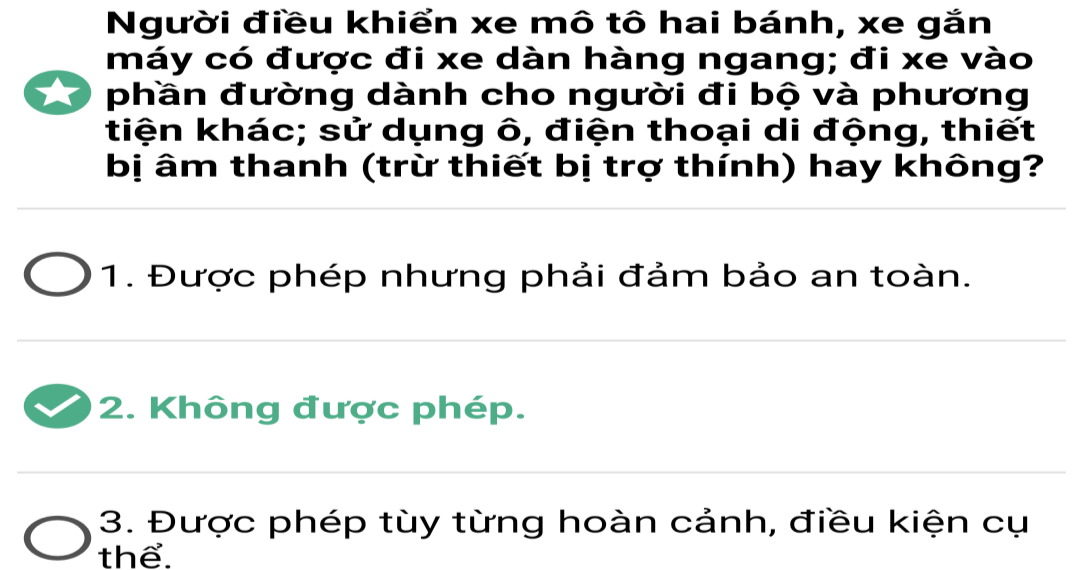 Người điều khiển xe mô tô hai bánh, xe gắn
máy có được đi xe dàn hàng ngang; đi xe vào
phần đường dành cho người đi bộ và phương
tiện khác; sử dụng ô, điện thoại di động, thiết
bị âm thanh (trừ thiết bị trợ thính) hay không?
1. Được phép nhưng phải đảm bảo an toàn.
2. Không được phép.
3. Được phép tùy từng hoàn cảnh, điều kiện cụ
thể.